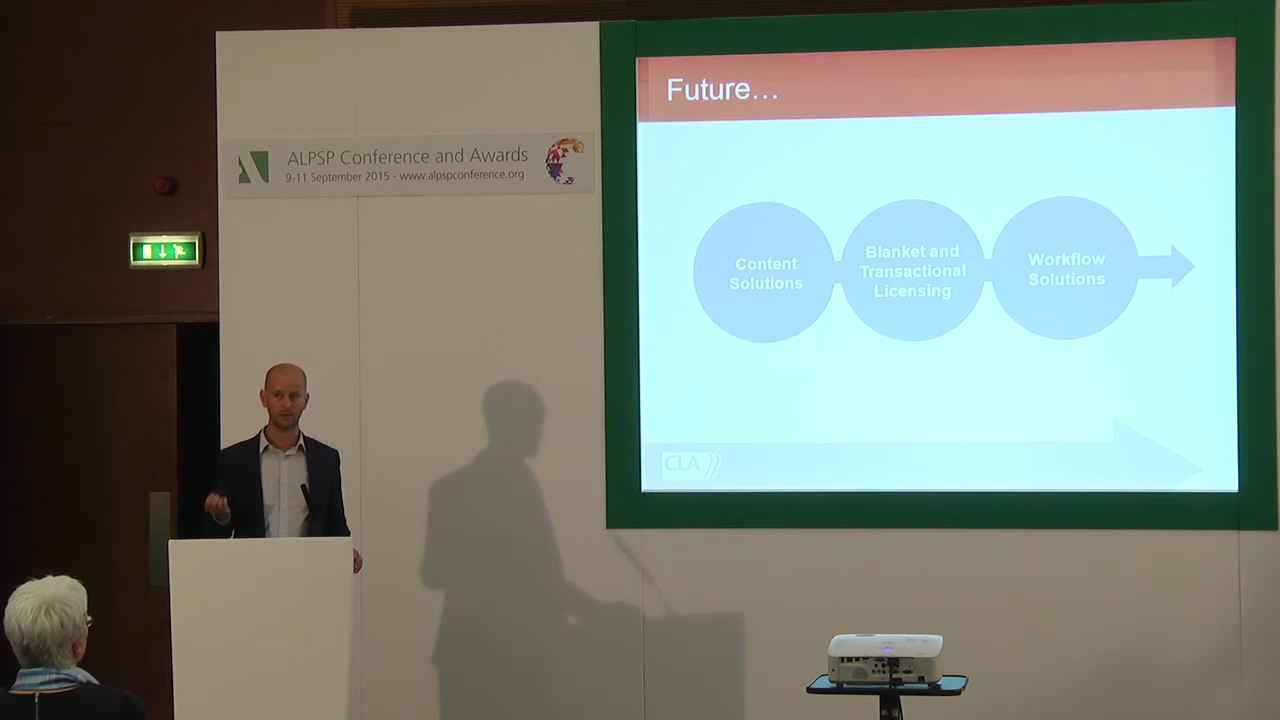 ALPSP Conference and Awards
9-11 September 2015 - www.alpspconference.org
Future...
Content
Solutions
Blanket and
Transactional
Licensing
Workflow
Solutions
CLA